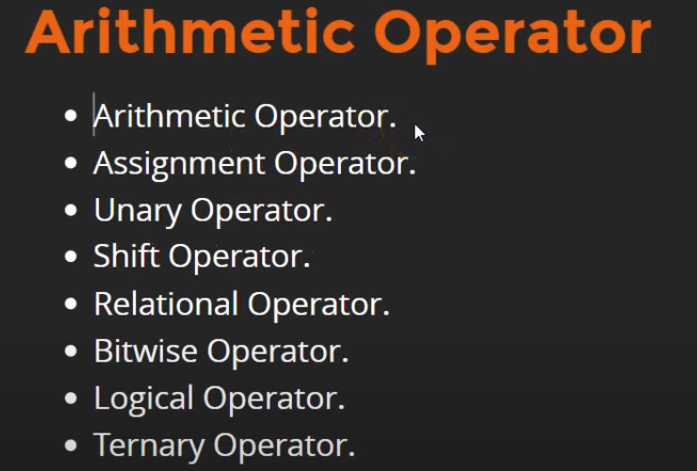 Arithmetic Operator
• Arithmetic Operator.
• Assignment Operator.
• Unary Operator.
• Shift Operator.
• Relational Operator.
• Bitwise Operator.
• Logical Operator.
• Ternary Operator.